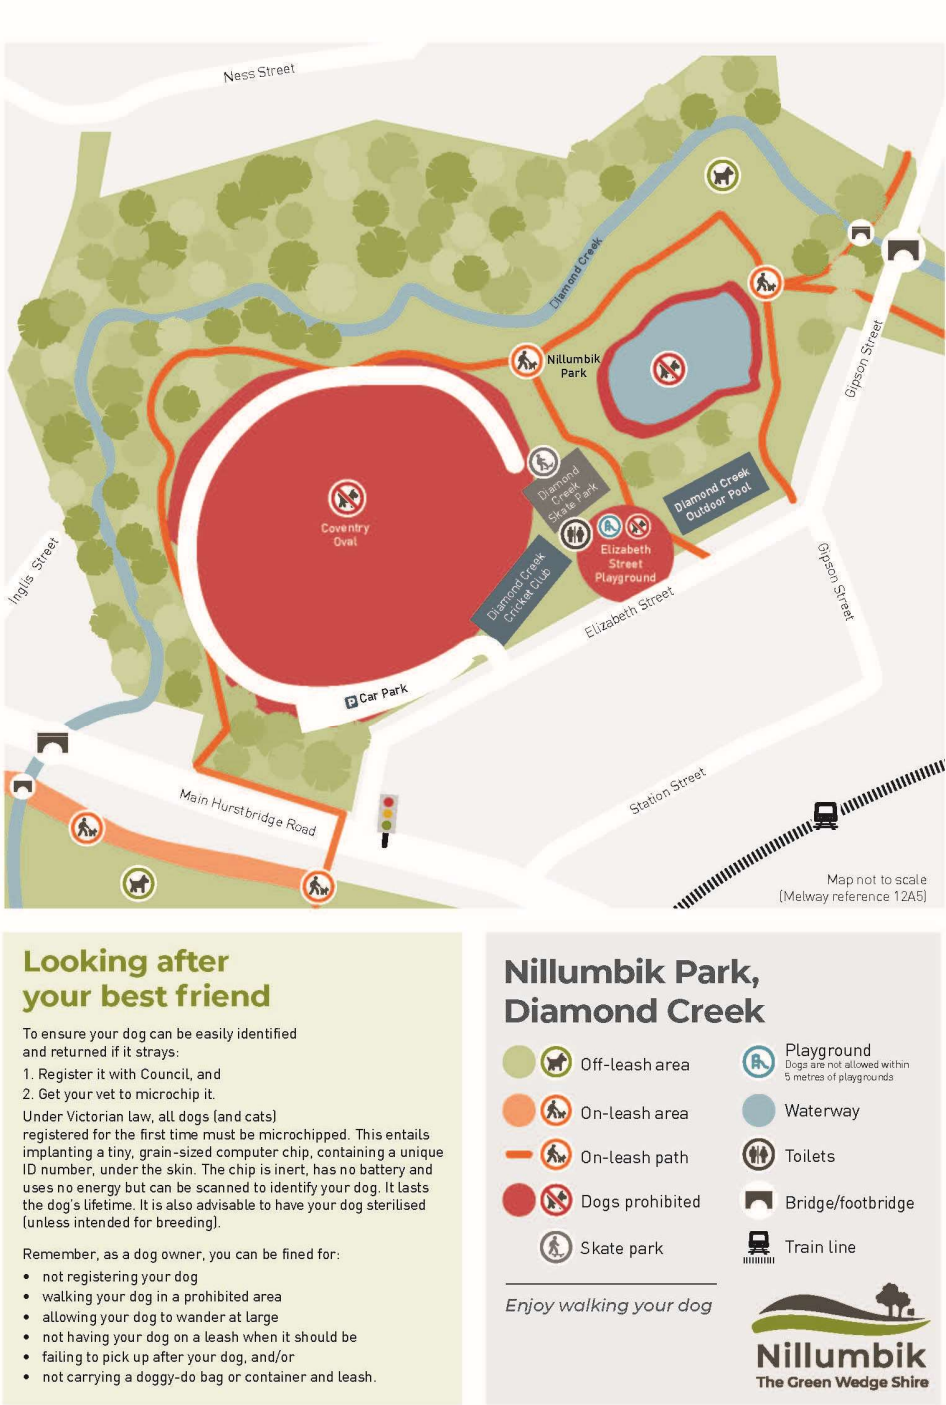 Ness Street
Diamond Creek
Nillumbik
Park
Gipson Street
Diamond
Creek
Skate Park
Diamond Creek
Outdoor Pool
Coventry
Oval
Elizabeth
Street
Playground
Diamond Creek
Cricket Club
Inglis Street
Elizabeth Street
Gipson Street
P Car Park
Main Hurstbridge Road
Station Street
Map not to scale
(Melway reference 12A5)
Looking after
your best friend
To ensure your dog can be easily identified
and returned if it strays:
1. Register it with Council, and
2. Get your vet to microchip it.
Under Victorian law, all dogs (and cats)
registered for the first time must be microchipped. This entails
implanting a tiny, grain-sized computer chip, containing a unique
ID number, under the skin. The chip is inert, has no battery and
uses no energy but can be scanned to identify your dog. It lasts
the dog's lifetime. It is also advisable to have your dog sterilised
(unless intended for breeding).
Remember, as a dog owner, you can be fined for:
• not registering your dog
• walking your dog in a prohibited area
• allowing your dog to wander at large
• not having your dog on a leash when it should be
• failing to pick up after your dog, and/or
• not carrying a doggy-do bag or container and leash.
Nillumbik Park,
Diamond Creek
Off-leash area
On-leash area
On-leash path
Dogs prohibited
Skate park
Playground
Dogs are not allowed within
5 metres of playgrounds
Waterway
Toilets
Bridge/footbridge
Train line
Enjoy walking your dog
Nillumbik
The Green Wedge Shire